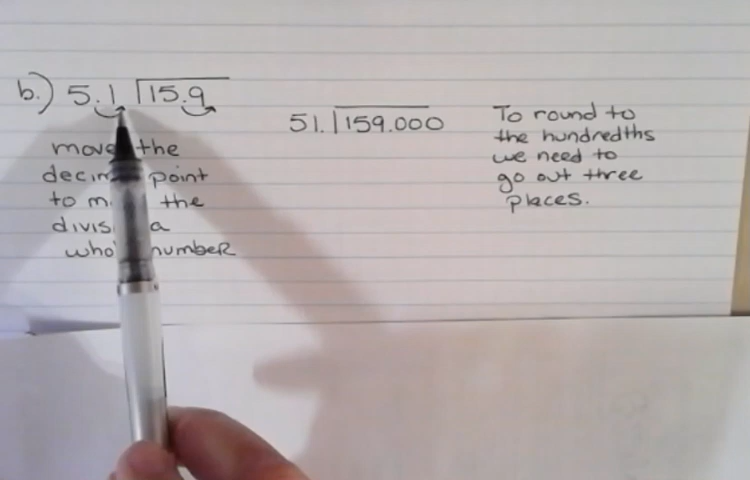 b.) 5.1 15.9
move the
point
to the
a
number
51. 159.000
To round to
the hundredths
we need to
go out three
places.